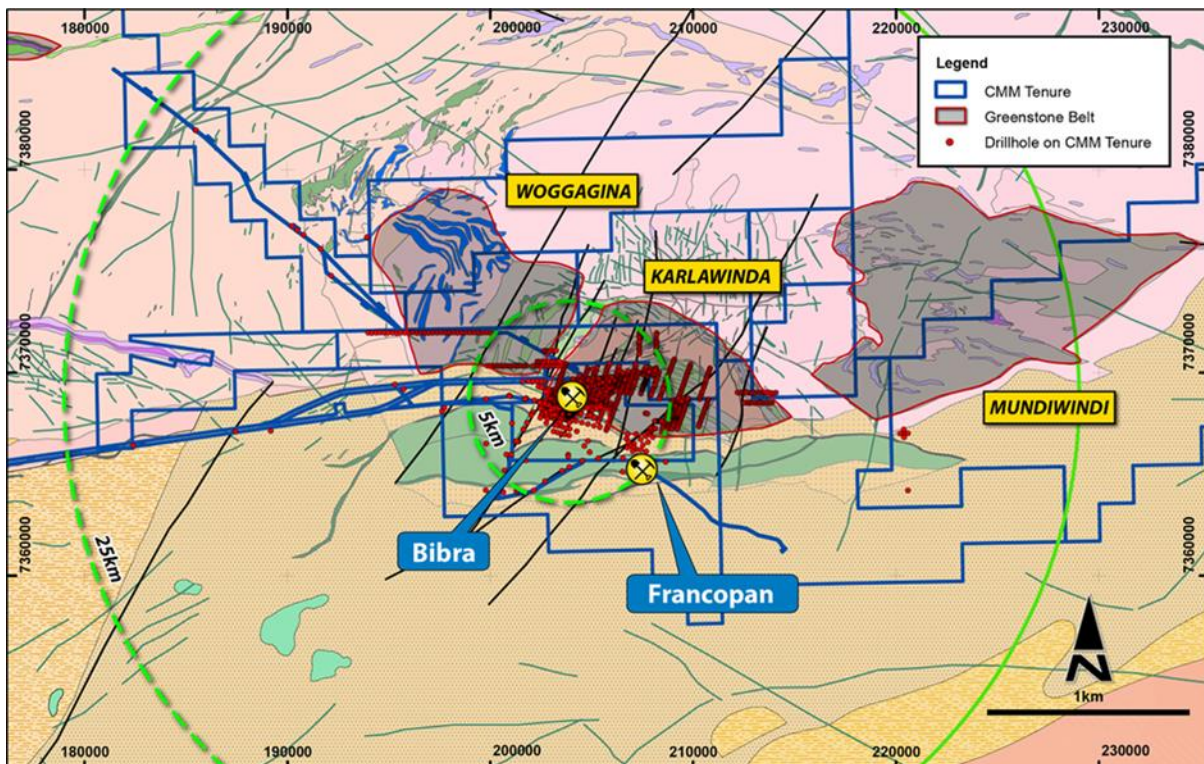 180000
190000
200000
210000
220000
230000
Legend
CMM Tenure
Greenstone Belt
Drillhole on CMM Tenure
7380000
7380000
WOGGAGINA
KARLAWINDA
7370000
7370000
MUNDIWINDI
5km
25km
Bibra
Francopan
7360000
7360000
N
1km
180000
190000
200000
210000
220000
230000